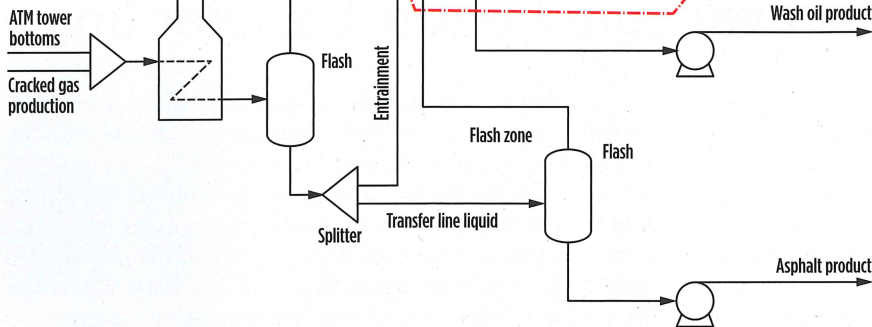 ATM tower
bottoms
Cracked gas
production
Flash
Entrainment
Splitter
Transfer line liquid
Flash zone
Flash
Wash oil product
Asphalt product